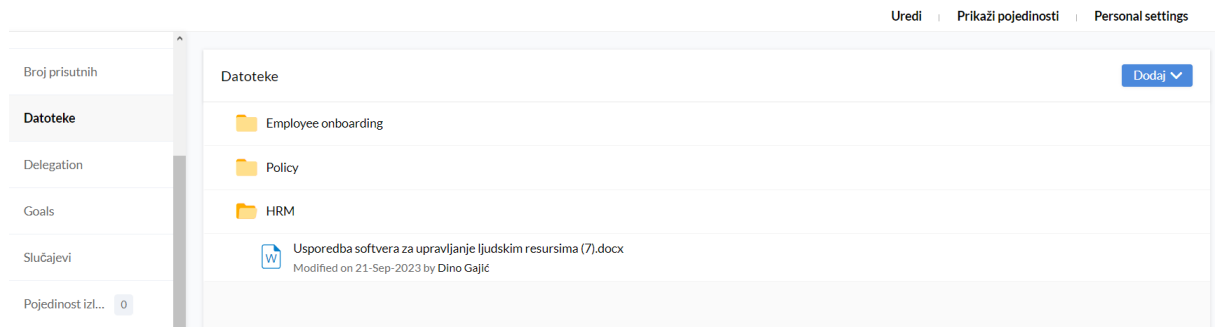 Uredi
Prikaži pojedinosti
Personal settings
Broj prisutnih
Datoteke
Delegation
Goals
Slučajevi
Pojedinost izl... 0
Datoteke
Dodaj
Employee onboarding
Policy
HRM
Usporedba softvera za upravljanje ljudskim resursima (7).docx
Modified on 21-Sep-2023 by Dino Gajić